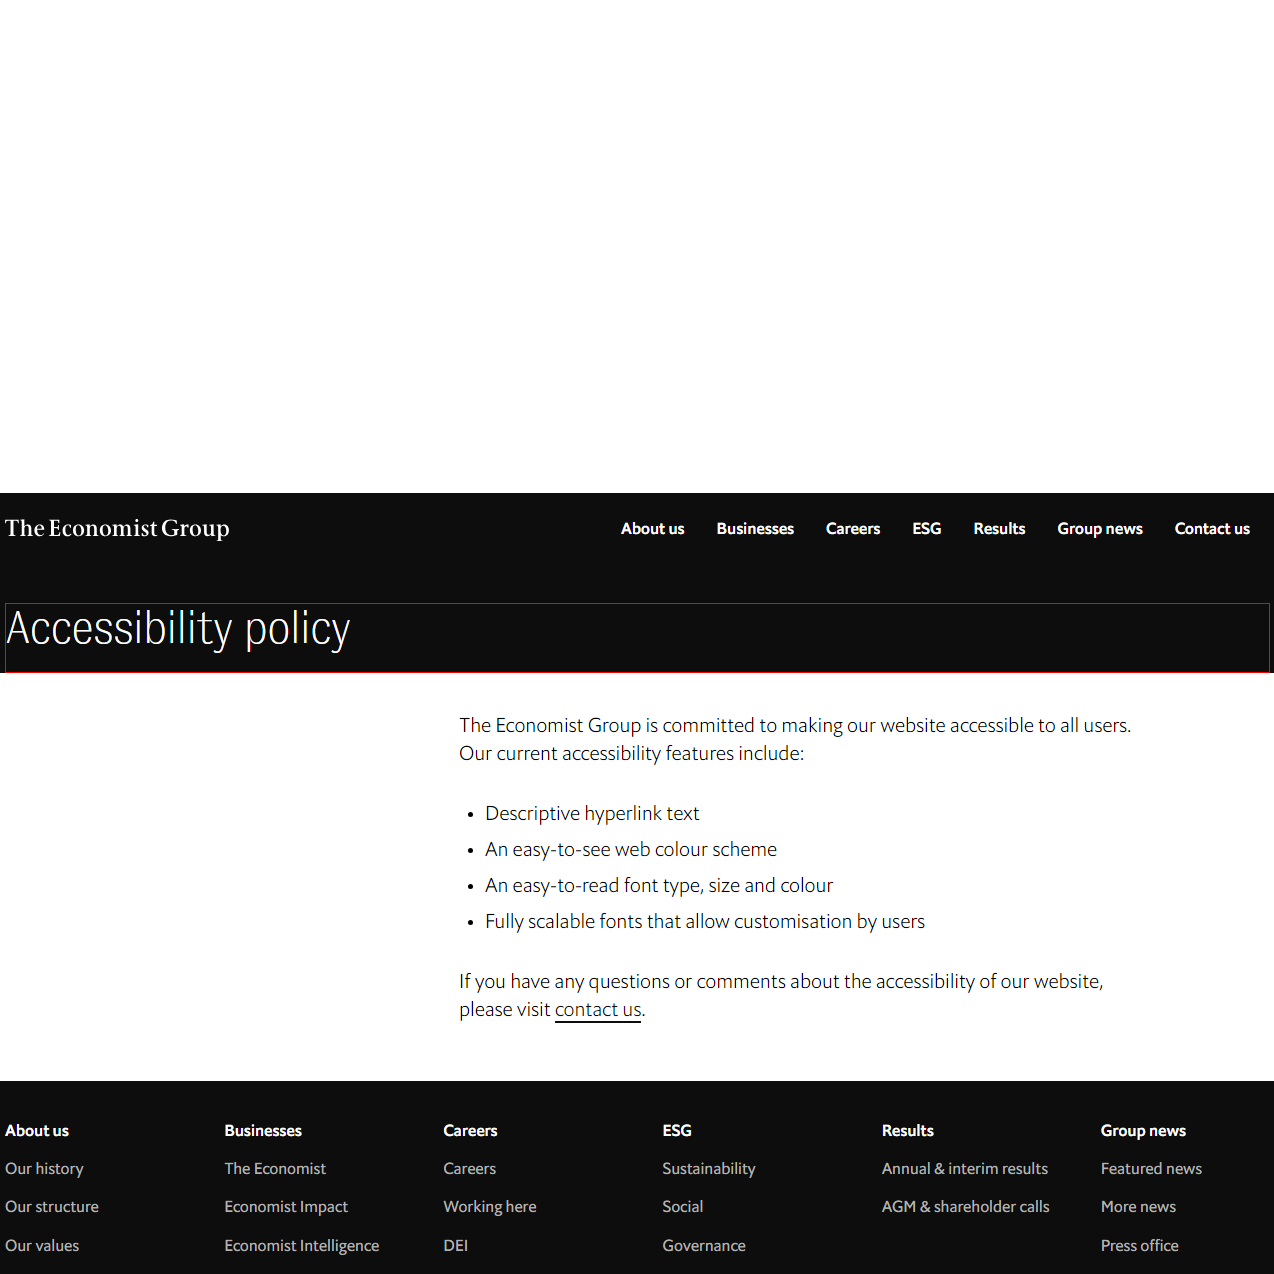 The Economist Group
About us Businesses Careers ESG Results Group news Contact us
Accessibility policy
The Economist Group is committed to making our website accessible to all users.
Our current accessibility features include:
• Descriptive hyperlink text
• An easy-to-see web colour scheme
• An easy-to-read font type, size and colour
• Fully scalable fonts that allow customisation by users
If you have any questions or comments about the accessibility of our website,
please visit contact us.
About us Businesses Careers ESG Results Group news
Our history The Economist Careers Sustainability Annual & interim results Featured news
Our structure Economist Impact Working here Social AGM & shareholder calls More news
Our values Economist Intelligence DEI Governance Press office